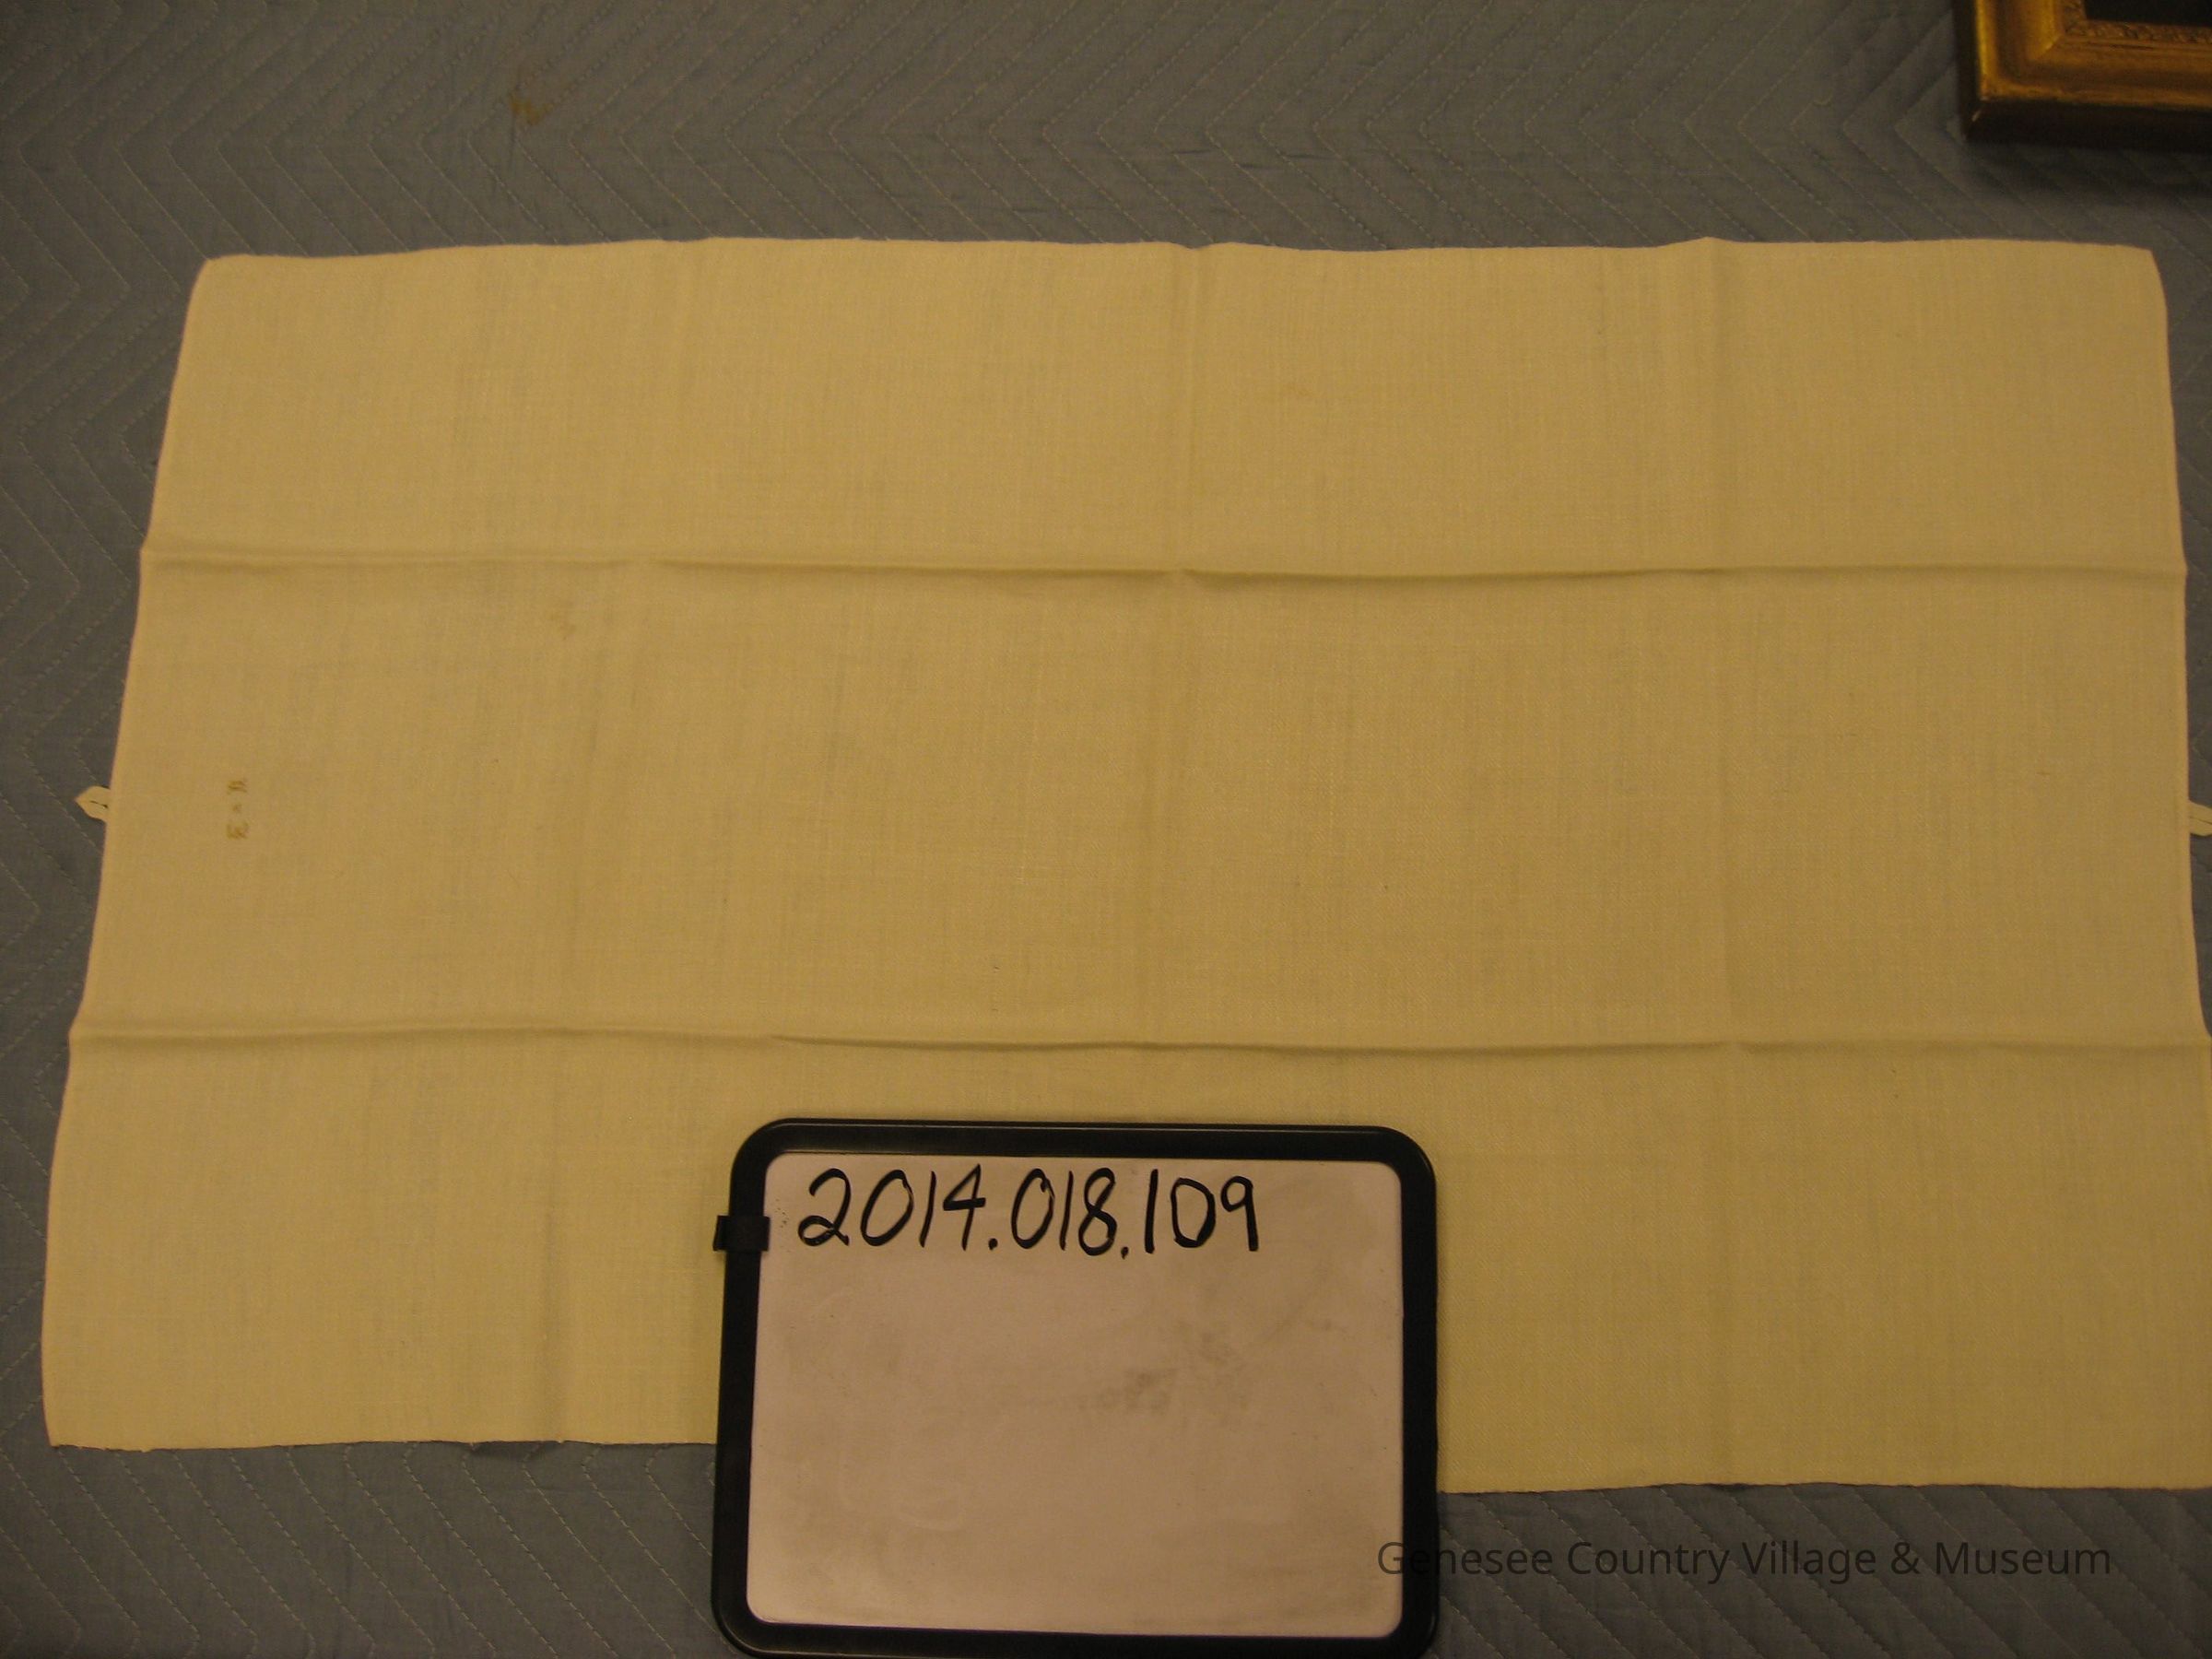 2014.018.109
Genesee Country Village & Museum